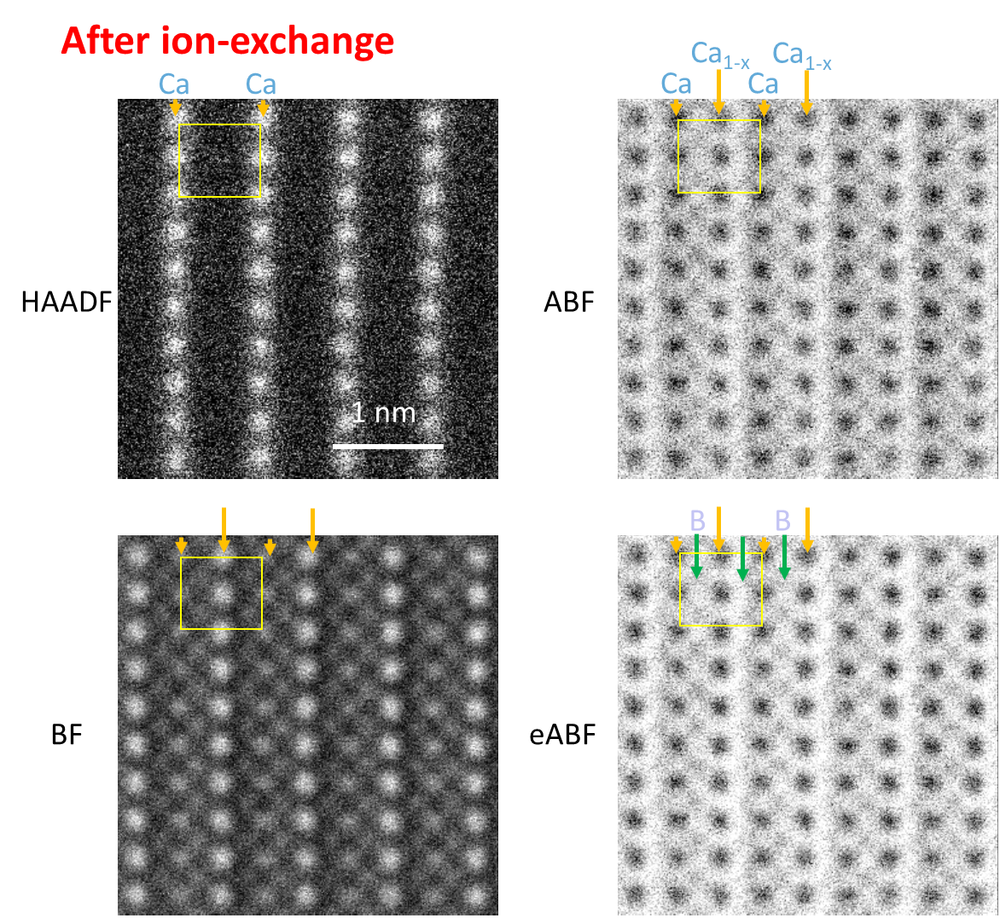 After ion-exchange
Ca Ca
Ca1-x Ca1-x
Ca Ca
HAADF
ABF
1 nm
B B
BF
eABF